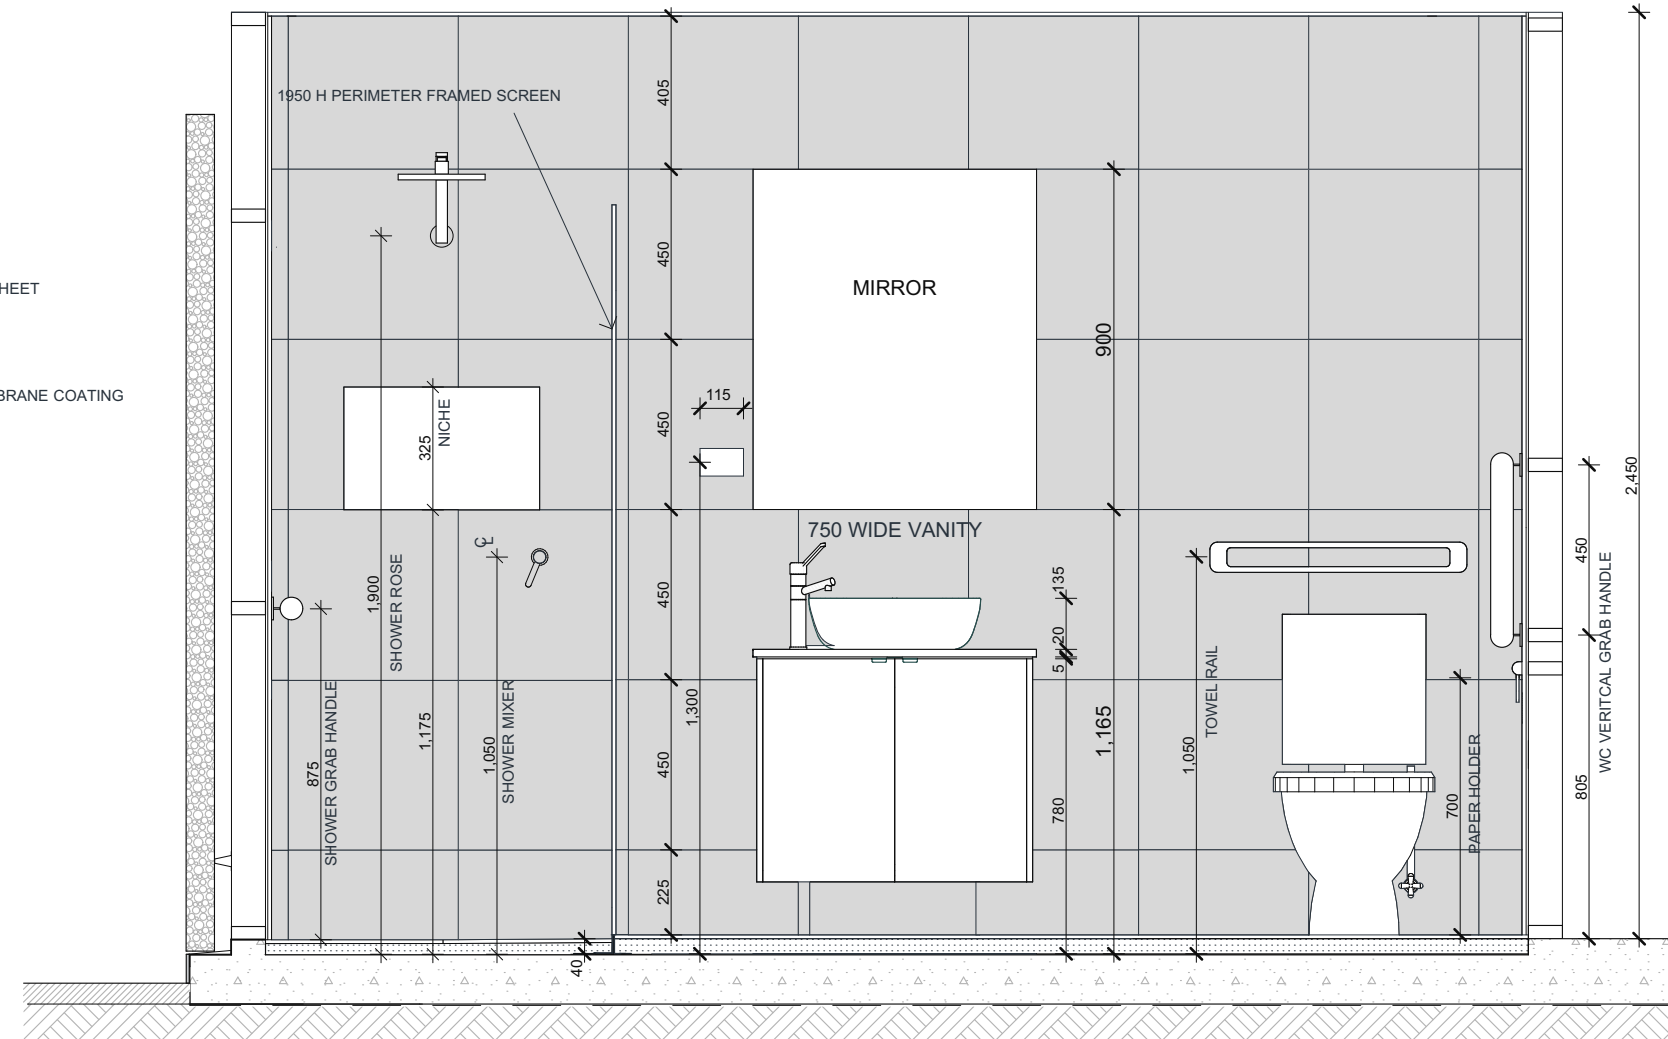 1950 H PERIMETER FRAMED SCREEN
405
450
MIRROR
HEET
900
BRANE COATING
115
450
325
NICHE
2,450
750 WIDE VANITY
℄
450
135
20
5
450
WC VERITCAL GRAB HANDLE
1,900
SHOWER ROSE
1,300
1,165
TOWEL RAIL
1,050
875
SHOWER GRAB HANDLE
1,175
1,050
SHOWER MIXER
450
780
700
PAPER HOLDER
805
225
40